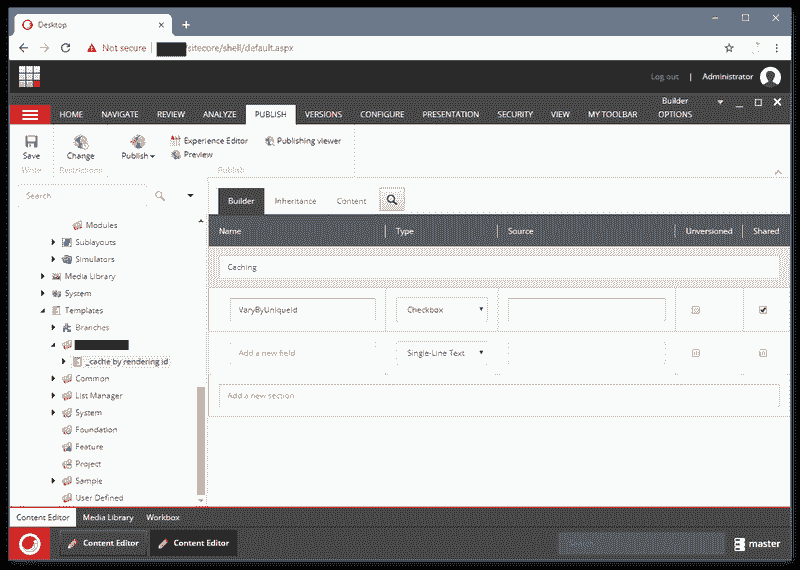 Desktop
Not secure
/sitecore/shell/default.aspx
Log out | Administrator
Builder
HOME NAVIGATE REVIEW ANALYZE PUBLISH VERSIONS CONFIGURE PRESENTATION SECURITY VIEW MY TOOLBAR OPTIONS
Save Change Publish Experience Editor Publishing viewer
Preview
Write Restrictions Publish
Search
Builder Inheritance Content
Modules
Sublayouts
Simulators
Media Library
System
Templates
Branches
_cache by rendering id
Common
List Manager
System
Foundation
Feature
Project
Sample
User Defined
Name Type Source Unversioned Shared
Caching
VaryByUniqueId Checkbox
Add a new field Single-Line Text
Add a new section
Content Editor Media Library Workbox
Content Editor Content Editor Search master